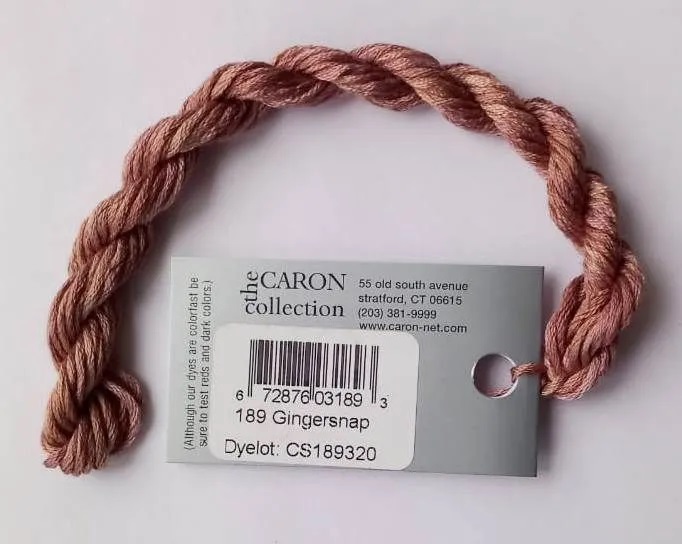 the CARON
collection
55 old south avenue
stratford, CT 06615
(203) 381-9999
www.caron-net.com
(Although our dyes are colorfast be
sure to test reds and dark colors.)
6 72876 03189 3
189 Gingersnap
Dyelot: CS189320